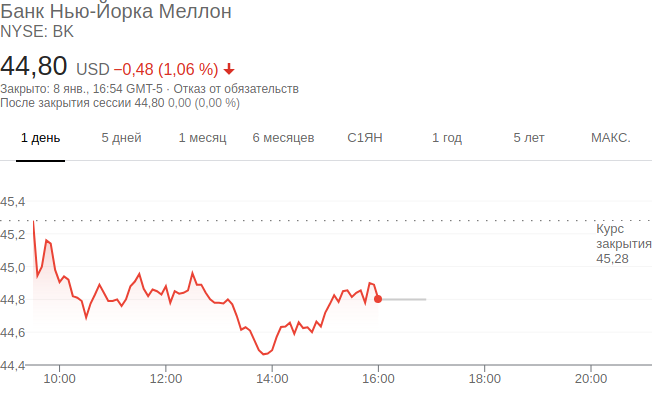 Банк Нью-Йорка Меллон
NYSE: BK
44,80 USD −0,48 (1,06 %)
Закрыто: 8 янв., 16:54 GMT-5 · Отказ от обязательств
После закрытия сессии 44,80 0,00 (0,00 %)
1 день 5 дней 1 месяц 6 месяцев С1ЯН 1 год 5 лет МАКС.
45,4
45,2
45,0
44,8
44,6
44,4
Курс
закрытия
45,28
10:00 12:00 14:00 16:00 18:00 20:00